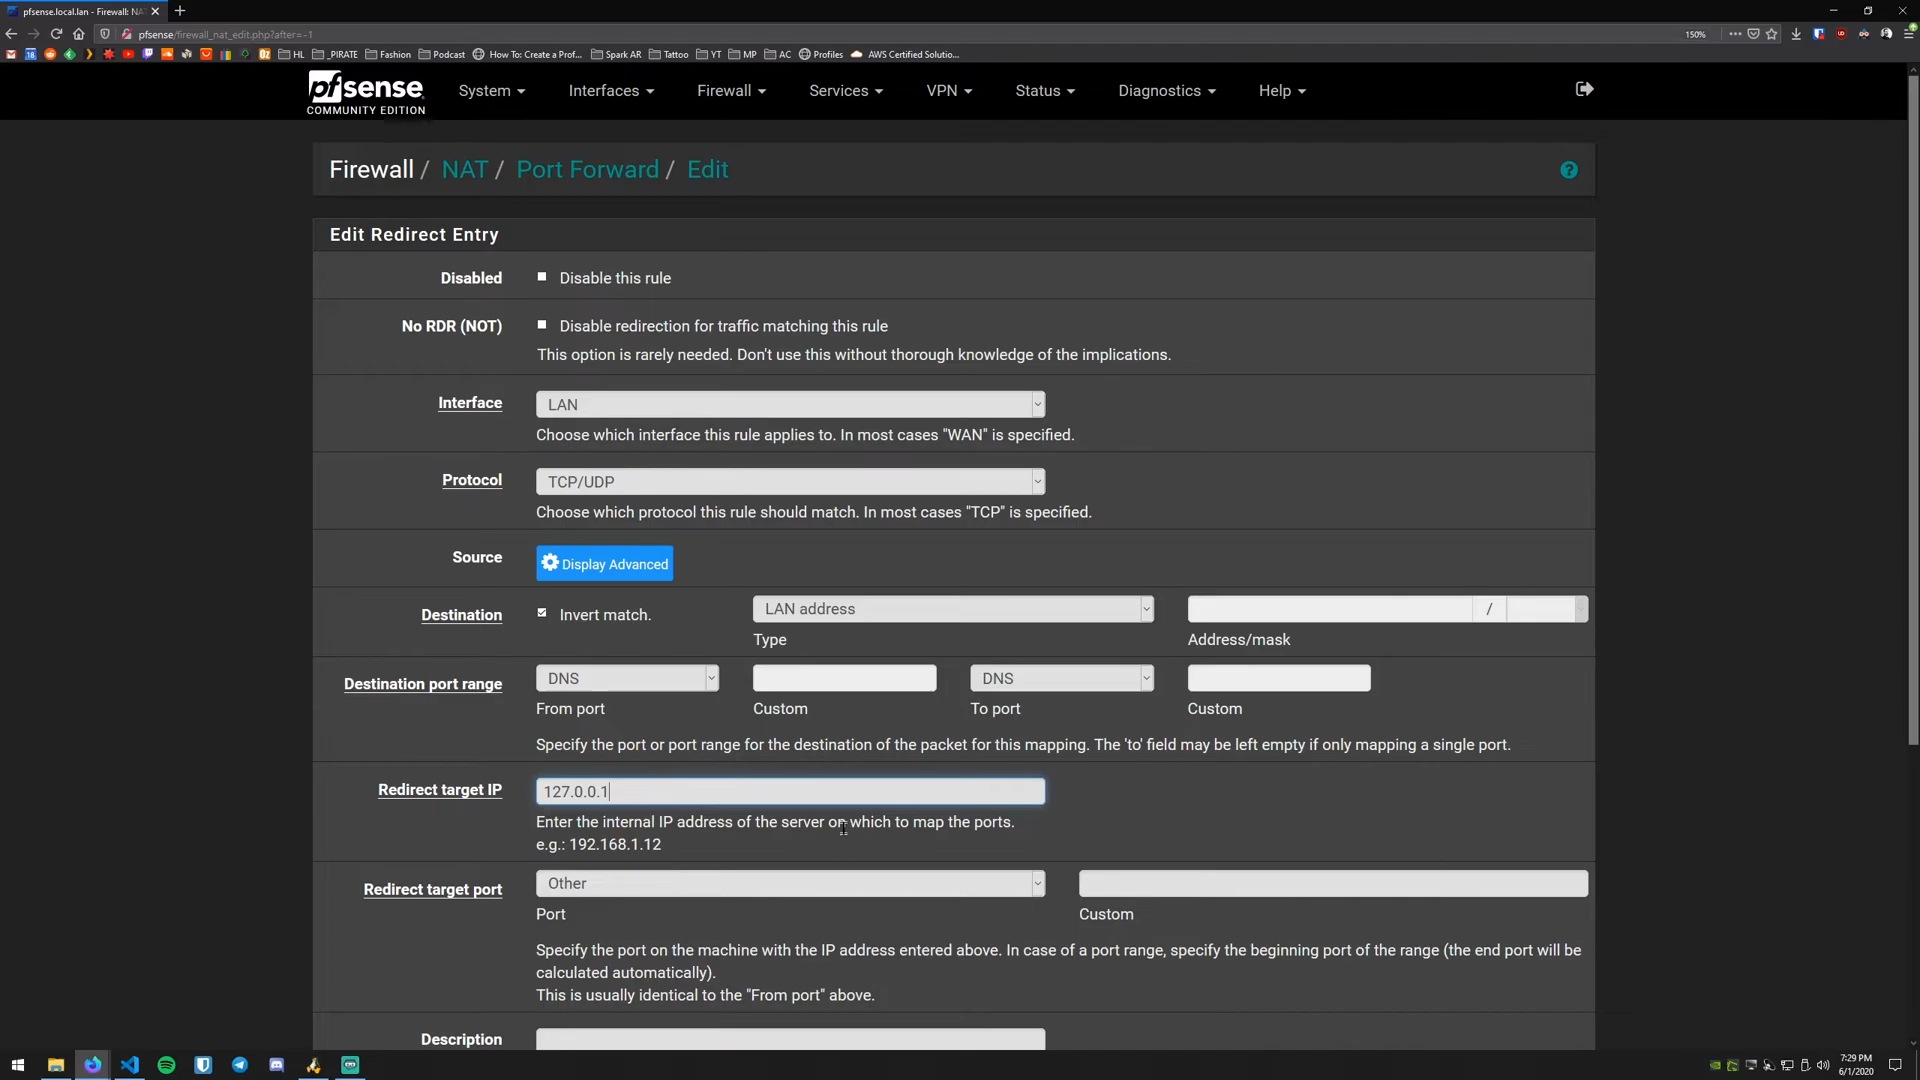 pfsense.local.lan - Firewall: NA
pfsense/firewall_nat_edit.php?after=-1
150%
HL
_PIRATE
Fashion
Podcast
How To: Create a Prof...
Spark AR
Tattoo
YT
MP
AC
Profiles
AWS Certified Solutio...
pfsense
COMMUNITY EDITION
System
Interfaces
Firewall
Services
VPN
Status
Diagnostics
Help
Firewall / NAT / Port Forward / Edit
Edit Redirect Entry
Disabled
Disable this rule
No RDR (NOT)
Disable redirection for traffic matching this rule
This option is rarely needed. Don't use this without thorough knowledge of the implications.
Interface
LAN
Choose which interface this rule applies to. In most cases "WAN" is specified.
Protocol
TCP/UDP
Choose which protocol this rule should match. In most cases "TCP" is specified.
Source
Display Advanced
Destination
Invert match.
LAN address
/
Type
Address/mask
Destination port range
DNS
DNS
From port
Custom
To port
Custom
Specify the port or port range for the destination of the packet for this mapping. The 'to' field may be left empty if only mapping a single port.
Redirect target IP
127.0.0.1
Enter the internal IP address of the server on which to map the ports.
e.g.: 192.168.1.12
Redirect target port
Other
Port
Custom
Specify the port on the machine with the IP address entered above. In case of a port range, specify the beginning port of the range (the end port will be
calculated automatically).
This is usually identical to the "From port" above.
Description
7:29 PM
6/1/2020